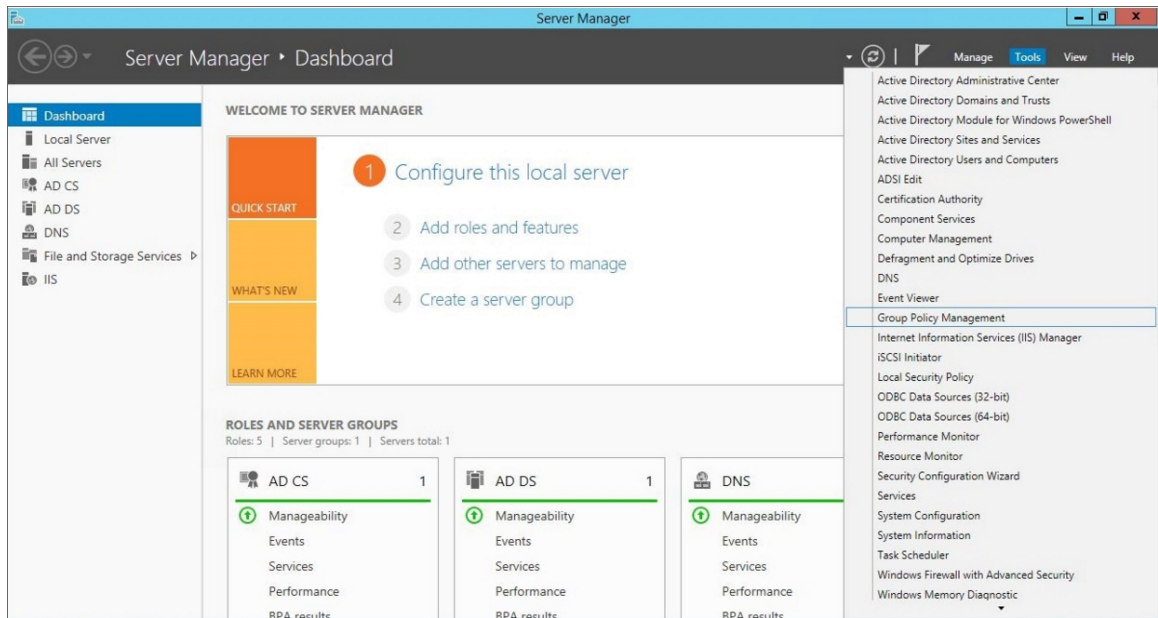 Server Manager
Server Manager • Dashboard
Manage Tools View Help
Dashboard
Local Server
All Servers
AD CS
AD DS
DNS
File and Storage Services
IIS
WELCOME TO SERVER MANAGER
QUICK START
WHAT'S NEW
LEARN MORE
1 Configure this local server
2 Add roles and features
3 Add other servers to manage
4 Create a server group
ROLES AND SERVER GROUPS
Roles: 5 | Server groups: 1 | Servers total: 1
AD CS 1
Manageability
Events
Services
Performance
BPA results
AD DS 1
Manageability
Events
Services
Performance
BPA results
DNS
Manageability
Events
Services
Performance
BPA results
Active Directory Administrative Center
Active Directory Domains and Trusts
Active Directory Module for Windows PowerShell
Active Directory Sites and Services
Active Directory Users and Computers
ADSI Edit
Certification Authority
Component Services
Computer Management
Defragment and Optimize Drives
DNS
Event Viewer
Group Policy Management
Internet Information Services (IIS) Manager
iSCSI Initiator
Local Security Policy
ODBC Data Sources (32-bit)
ODBC Data Sources (64-bit)
Performance Monitor
Resource Monitor
Security Configuration Wizard
Services
System Configuration
System Information
Task Scheduler
Windows Firewall with Advanced Security
Windows Memory Diagnostic